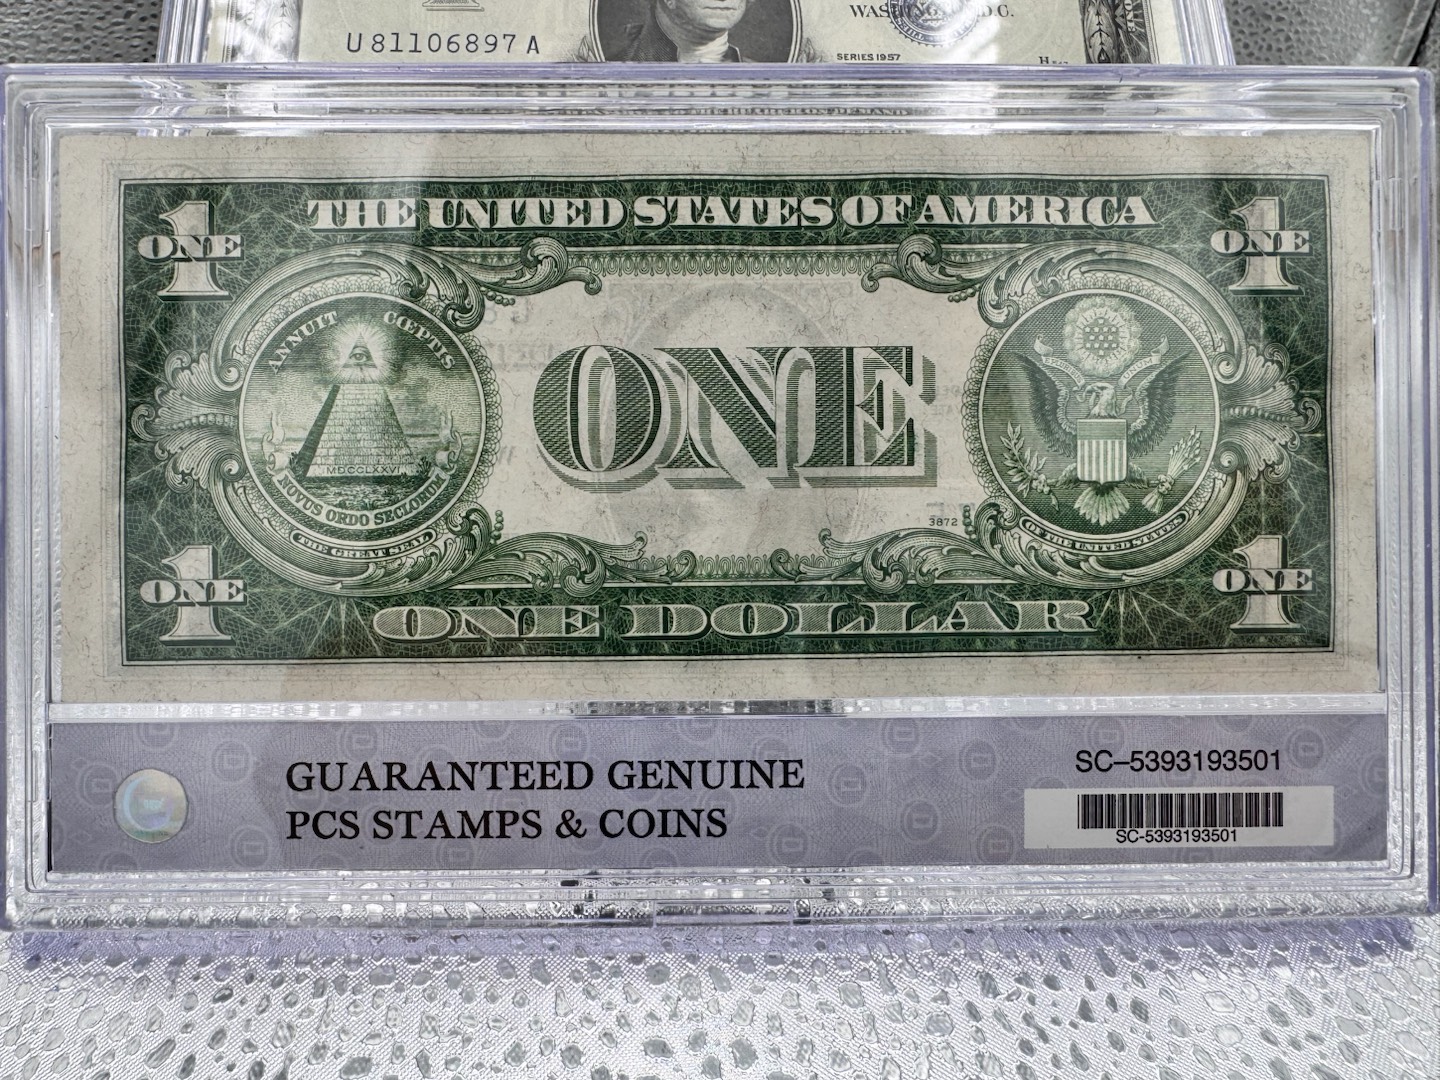 WASHINGTON, D.C.
U 81106897 A
SERIES 1957
THE UNITED STATES OF AMERICA
1
ONE
1
ONE
ANNUIT CŒPTIS
MDCCLXXVI
NOVUS ORDO SECLORUM
THE GREAT SEAL
ONE
3872
OF THE UNITED STATES
1
ONE
1
ONE
ONE DOLLAR
GUARANTEED GENUINE
PCS STAMPS & COINS
SC–5393193501
SC-5393193501